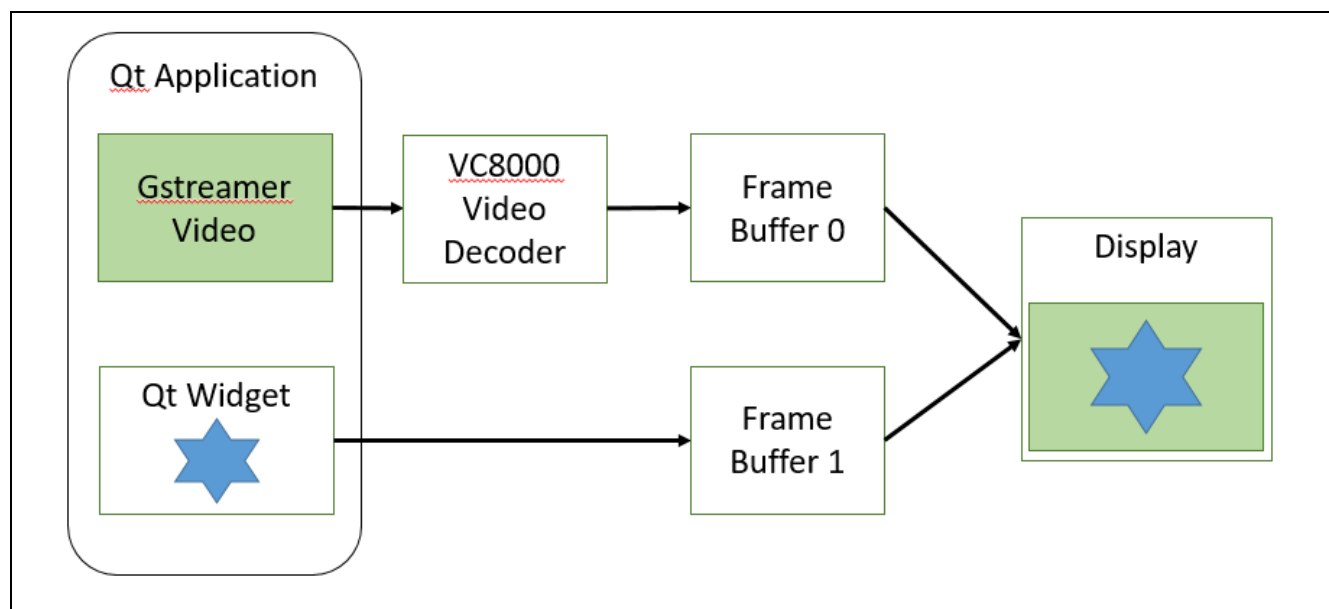 Qt Application
Gstreamer
Video
VC8000
Video
Decoder
Frame
Buffer 0
Display
Qt Widget
Frame
Buffer 1